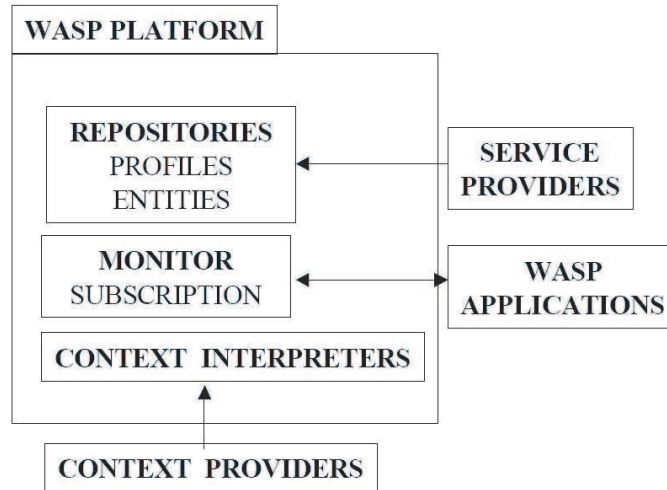 WASP PLATFORM
REPOSITORIES
PROFILES
ENTITIES
SERVICE
PROVIDERS
MONITOR
SUBSCRIPTION
WASP
APPLICATIONS
CONTEXT INTERPRETERS
CONTEXT PROVIDERS